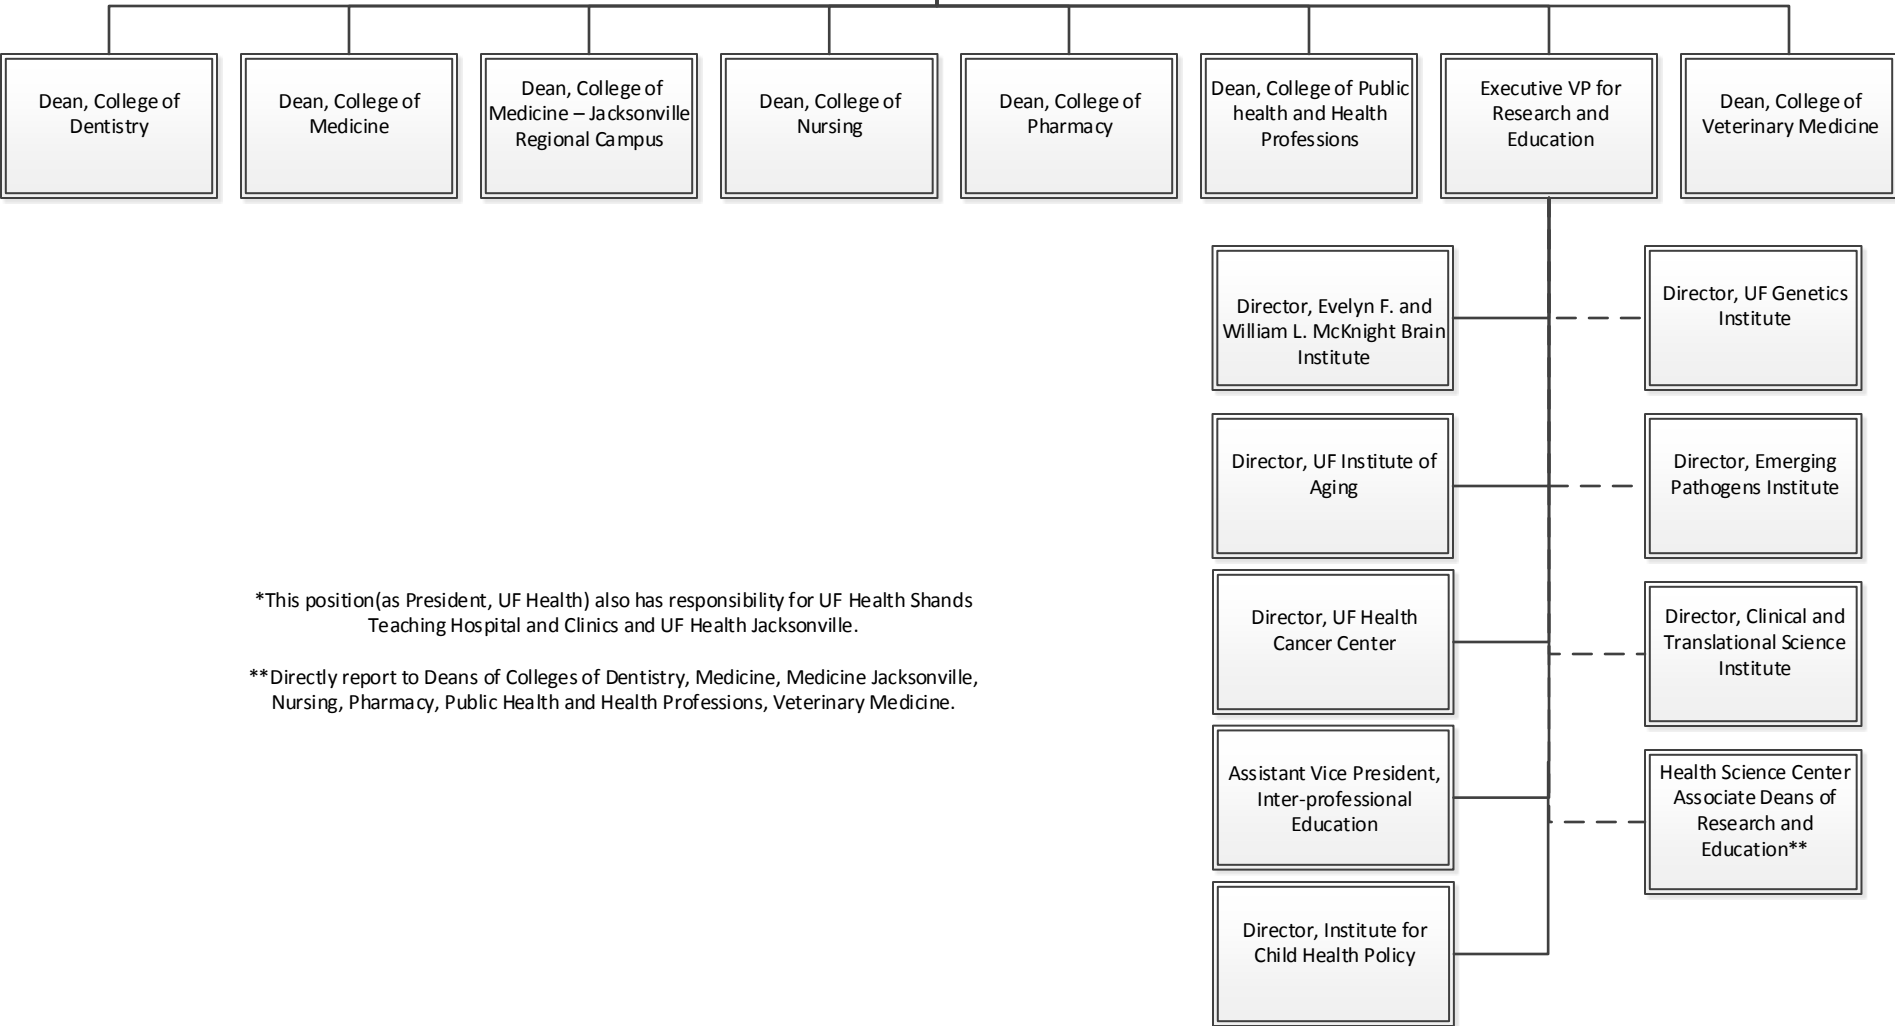 Dean, College of
Dentistry
Dean, College of
Medicine
Dean, College of
Medicine – Jacksonville
Regional Campus
Dean, College of
Nursing
Dean, College of
Pharmacy
Dean, College of Public
health and Health
Professions
Executive VP for
Research and
Education
Dean, College of
Veterinary Medicine
Director, Evelyn F. and
William L. McKnight Brain
Institute
Director, UF Genetics
Institute
Director, UF Institute of
Aging
Director, Emerging
Pathogens Institute
*This position(as President, UF Health) also has responsibility for UF Health Shands
Teaching Hospital and Clinics and UF Health Jacksonville.
**Directly report to Deans of Colleges of Dentistry, Medicine, Medicine Jacksonville,
Nursing, Pharmacy, Public Health and Health Professions, Veterinary Medicine.
Director, UF Health
Cancer Center
Director, Clinical and
Translational Science
Institute
Assistant Vice President,
Inter-professional
Education
Health Science Center
Associate Deans of
Research and
Education**
Director, Institute for
Child Health Policy